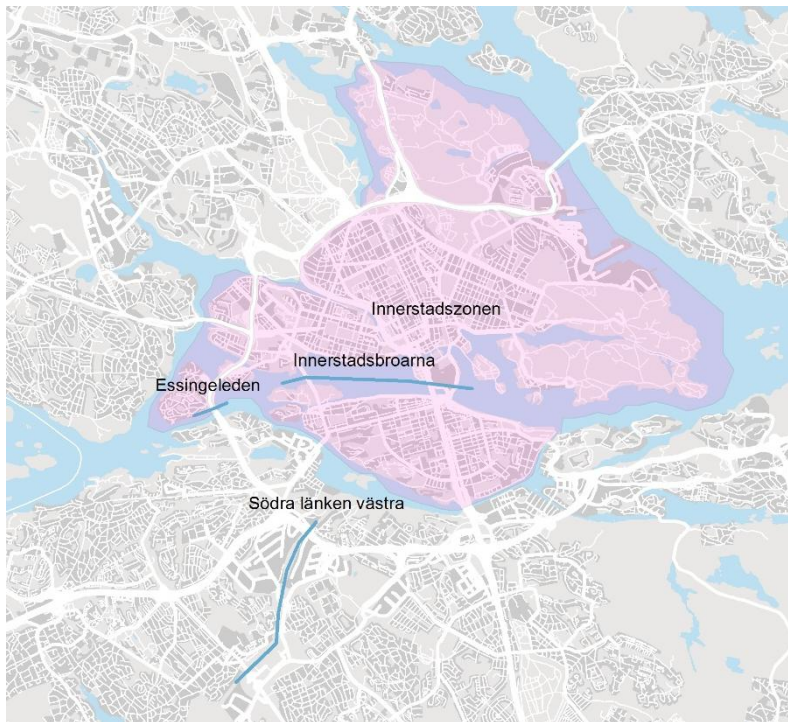 Innerstadszonen
Innerstadsbroarna
Essingeleden
Södra länken västra